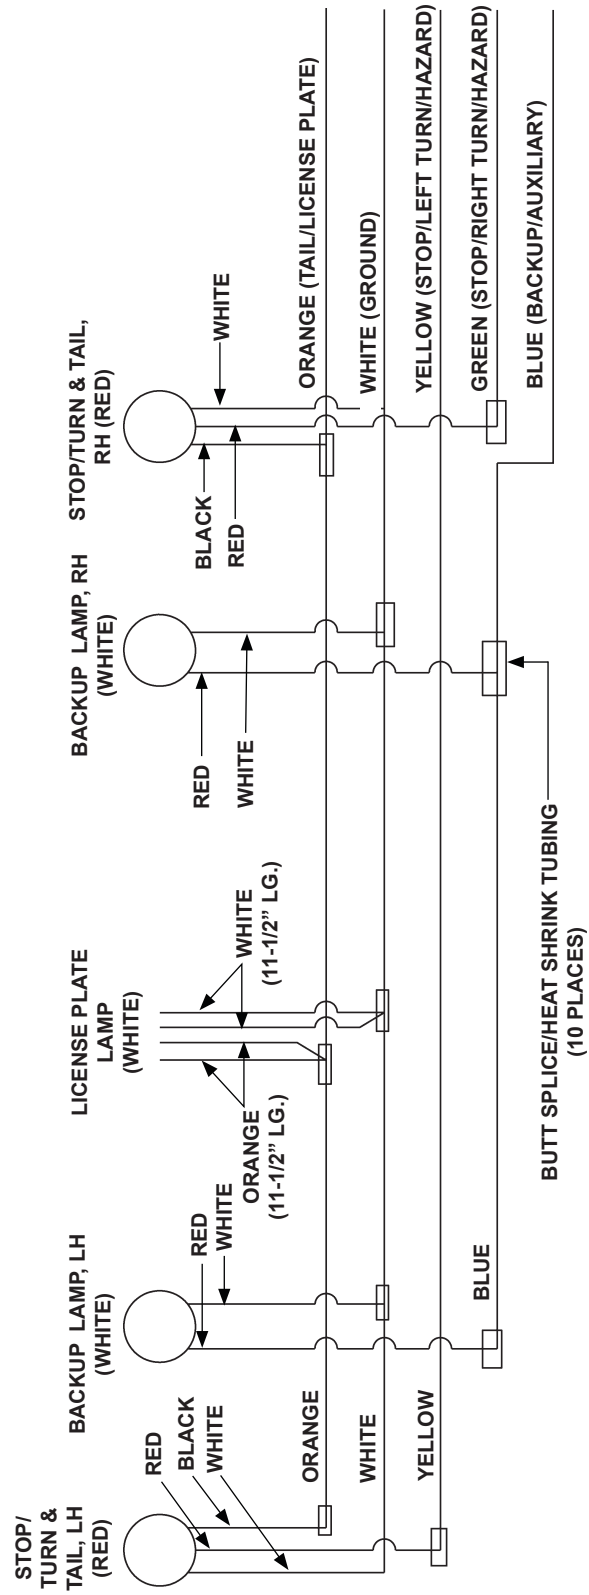 STOP/
TURN &
TAIL, LH
(RED)
BACKUP LAMP, LH
(WHITE)
LICENSE PLATE
LAMP
(WHITE)
BACKUP LAMP, RH
(WHITE)
STOP/TURN & TAIL,
RH (RED)
RED
BLACK
WHITE
RED
WHITE
ORANGE
(11-1/2” LG.)
WHITE
(11-1/2” LG.)
RED
WHITE
BLACK
RED
WHITE
ORANGE
ORANGE (TAIL/LICENSE PLATE)
WHITE
WHITE (GROUND)
YELLOW
YELLOW (STOP/LEFT TURN/HAZARD)
GREEN (STOP/RIGHT TURN/HAZARD)
BLUE
BLUE (BACKUP/AUXILIARY)
BUTT SPLICE/HEAT SHRINK TUBING
(10 PLACES)